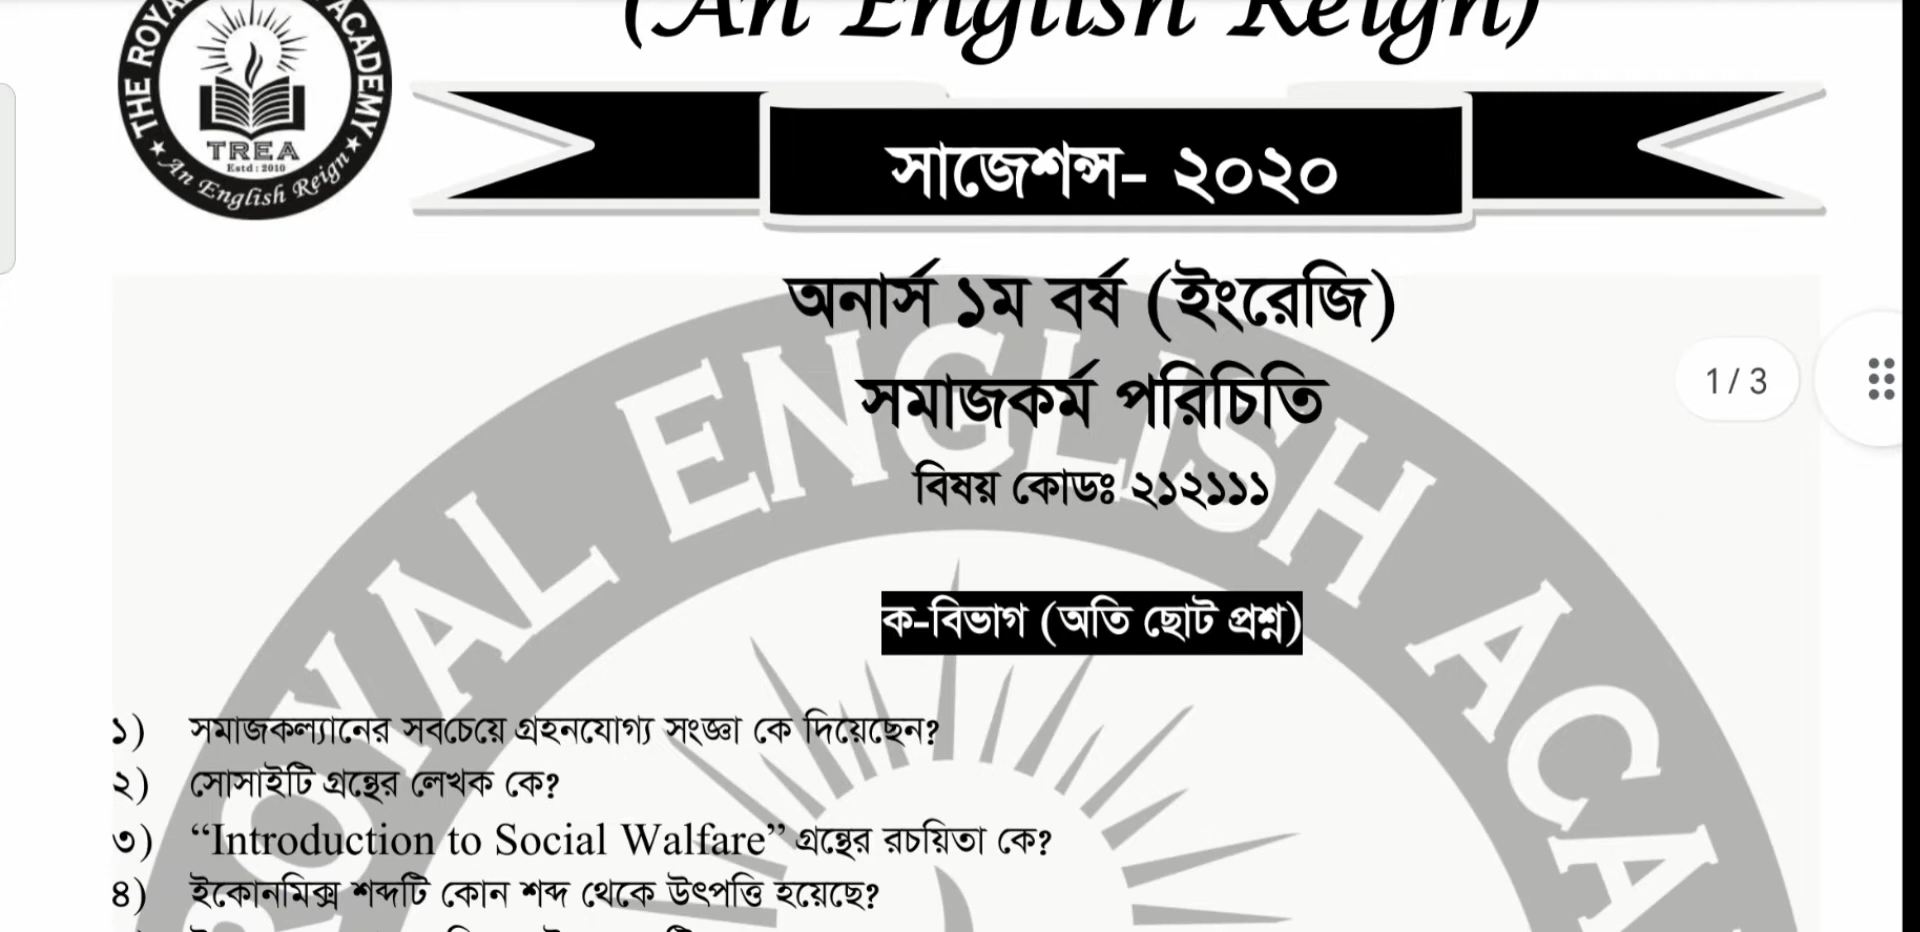 (An English Reign)
THE ROYAL ACADEMY
TREA
Estd : 2010
An English Reign
সাজেশন্স- ২০২০
অনার্স ১ম বর্ষ (ইংরেজি)
সমাজকর্ম পরিচিতি
1 / 3
বিষয় কোডঃ ২১২১১১
ROYAL ENGLISH ACA
ক-বিভাগ (অতি ছোট প্রশ্ন)
১) সমাজকল্যানের সবচেয়ে গ্রহনযোগ্য সংজ্ঞা কে দিয়েছেন?
২) সোসাইটি গ্রন্থের লেখক কে?
৩) “Introduction to Social Walfare” গ্রন্থের রচয়িতা কে?
৪) ইকোনমিক্স শব্দটি কোন শব্দ থেকে উৎপত্তি হয়েছে?